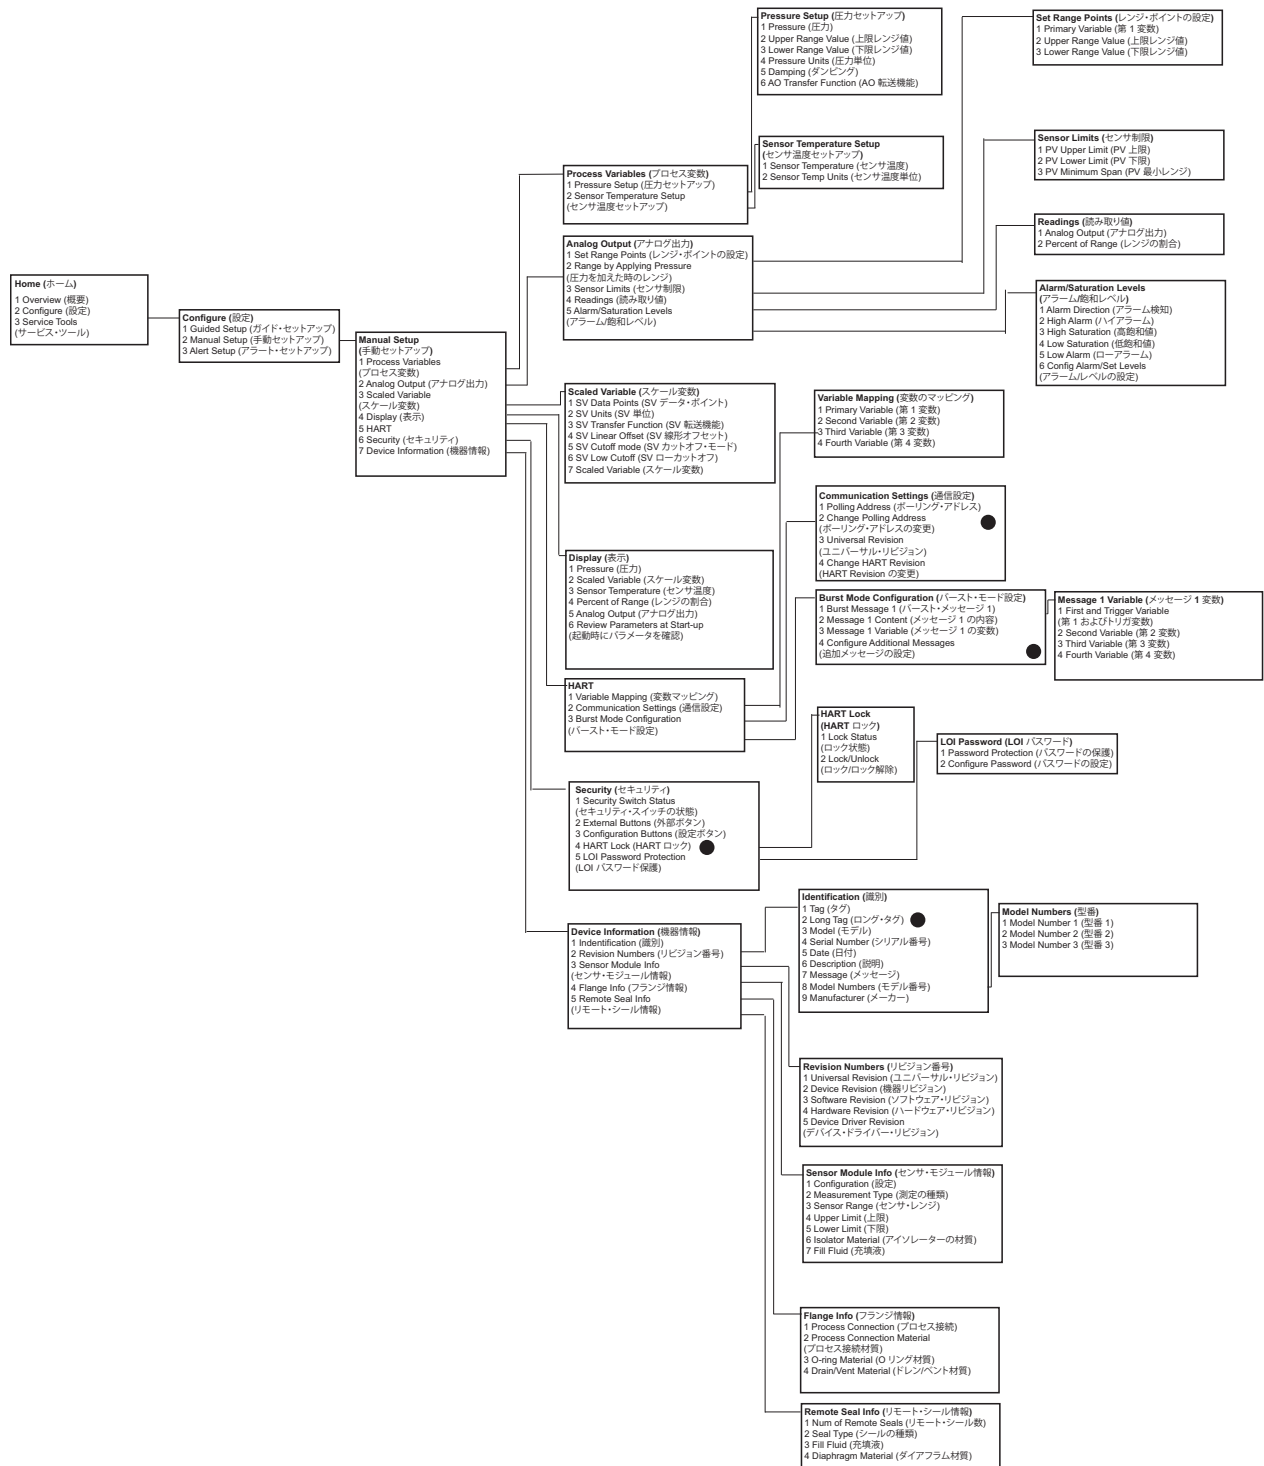 Home (ホーム)
1 Overview (概要)
2 Configure (設定)
3 Service Tools
(サービス・ツール)
Configure (設定)
1 Guided Setup (ガイド・セットアップ)
2 Manual Setup (手動セットアップ)
3 Alert Setup (アラート・セットアップ)
Manual Setup
(手動セットアップ)
1 Process Variables
(プロセス変数)
2 Analog Output (アナログ出力)
3 Scaled Variable
(スケール変数)
4 Display (表示)
5 HART
6 Security (セキュリティ)
7 Device Information (機器情報)
Process Variables (プロセス変数)
1 Pressure Setup (圧力セットアップ)
2 Sensor Temperature Setup
(センサ温度セットアップ)
Pressure Setup (圧力セットアップ)
1 Pressure (圧力)
2 Upper Range Value (上限レンジ値)
3 Lower Range Value (下限レンジ値)
4 Pressure Units (圧力単位)
5 Damping (ダンピング)
6 AO Transfer Function (AO 転送機能)
Sensor Temperature Setup
(センサ温度セットアップ)
1 Sensor Temperature (センサ温度)
2 Sensor Temp Units (センサ温度単位)
Analog Output (アナログ出力)
1 Set Range Points (レンジ・ポイントの設定)
2 Range by Applying Pressure
(圧力を加えた時のレンジ)
3 Sensor Limits (センサ制限)
4 Readings (読み取り値)
5 Alarm/Saturation Levels
(アラーム/飽和レベル)
Set Range Points (レンジ・ポイントの設定)
1 Primary Variable (第 1 変数)
2 Upper Range Value (上限レンジ値)
3 Lower Range Value (下限レンジ値)
Sensor Limits (センサ制限)
1 PV Upper Limit (PV 上限)
2 PV Lower Limit (PV 下限)
3 PV Minimum Span (PV 最小レンジ)
Readings (読み取り値)
1 Analog Output (アナログ出力)
2 Percent of Range (レンジの割合)
Alarm/Saturation Levels
(アラーム/飽和レベル)
1 Alarm Direction (アラーム検知)
2 High Alarm (ハイアラーム)
3 High Saturation (高飽和値)
4 Low Saturation (低飽和値)
5 Low Alarm (ローアラーム)
6 Config Alarm/Set Levels
(アラーム/レベルの設定)
Scaled Variable (スケール変数)
1 SV Data Points (SV データ・ポイント)
2 SV Units (SV 単位)
3 SV Transfer Function (SV 転送機能)
4 SV Linear Offset (SV 線形オフセット)
5 SV Cutoff mode (SV カットオフ・モード)
6 SV Low Cutoff (SV ローカットオフ)
7 Scaled Variable (スケール変数)
Display (表示)
1 Pressure (圧力)
2 Scaled Variable (スケール変数)
3 Sensor Temperature (センサ温度)
4 Percent of Range (レンジの割合)
5 Analog Output (アナログ出力)
6 Review Parameters at Start-up
(起動時にパラメータを確認)
HART
1 Variable Mapping (変数マッピング)
2 Communication Settings (通信設定)
3 Burst Mode Configuration
(バースト・モード設定)
Variable Mapping (変数のマッピング)
1 Primary Variable (第 1 変数)
2 Second Variable (第 2 変数)
3 Third Variable (第 3 変数)
4 Fourth Variable (第 4 変数)
Communication Settings (通信設定)
1 Polling Address (ポーリング・アドレス)
2 Change Polling Address
(ポーリング・アドレスの変更)
3 Universal Revision
(ユニバーサル・リビジョン)
4 Change HART Revision
(HART Revision の変更)
Burst Mode Configuration (バースト・モード設定)
1 Burst Message 1 (バースト・メッセージ 1)
2 Message 1 Content (メッセージ 1 の内容)
3 Message 1 Variable (メッセージ 1 の変数)
4 Configure Additional Messages
(追加メッセージの設定)
Message 1 Variable (メッセージ 1 変数)
1 First and Trigger Variable
(第 1 およびトリガ変数)
2 Second Variable (第 2 変数)
3 Third Variable (第 3 変数)
4 Fourth Variable (第 4 変数)
Security (セキュリティ)
1 Security Switch Status
(セキュリティ・スイッチの状態)
2 External Buttons (外部ボタン)
3 Configuration Buttons (設定ボタン)
4 HART Lock (HART ロック)
5 LOI Password Protection
(LOI パスワード保護)
HART Lock
(HART ロック)
1 Lock Status
(ロック状態)
2 Lock/Unlock
(ロック/ロック解除)
LOI Password (LOI パスワード)
1 Password Protection (パスワードの保護)
2 Configure Password (パスワードの設定)
Device Information (機器情報)
1 Indentification (識別)
2 Revision Numbers (リビジョン番号)
3 Sensor Module Info
(センサ・モジュール情報)
4 Flange Info (フランジ情報)
5 Remote Seal Info
(リモート・シール情報)
Identification (識別)
1 Tag (タグ)
2 Long Tag (ロング・タグ)
3 Model (モデル)
4 Serial Number (シリアル番号)
5 Date (日付)
6 Description (説明)
7 Message (メッセージ)
8 Model Numbers (モデル番号)
9 Manufacturer (メーカー)
Model Numbers (型番)
1 Model Number 1 (型番 1)
2 Model Number 2 (型番 2)
3 Model Number 3 (型番 3)
Revision Numbers (リビジョン番号)
1 Universal Revision (ユニバーサル・リビジョン)
2 Device Revision (機器リビジョン)
3 Software Revision (ソフトウェア・リビジョン)
4 Hardware Revision (ハードウェア・リビジョン)
5 Device Driver Revision
(デバイス・ドライバー・リビジョン)
Sensor Module Info (センサ・モジュール情報)
1 Configuration (設定)
2 Measurement Type (測定の種類)
3 Sensor Range (センサ・レンジ)
4 Upper Limit (上限)
5 Lower Limit (下限)
6 Isolator Material (アイソレーターの材質)
7 Fill Fluid (充填液)
Flange Info (フランジ情報)
1 Process Connection (プロセス接続)
2 Process Connection Material
(プロセス接続材質)
3 O-ring Material (O リング材質)
4 Drain/Vent Material (ドレン/ベント材質)
Remote Seal Info (リモート・シール情報)
1 Num of Remote Seals (リモート・シール数)
2 Seal Type (シールの種類)
3 Fill Fluid (充填液)
4 Diaphragm Material (ダイアフラム材質)